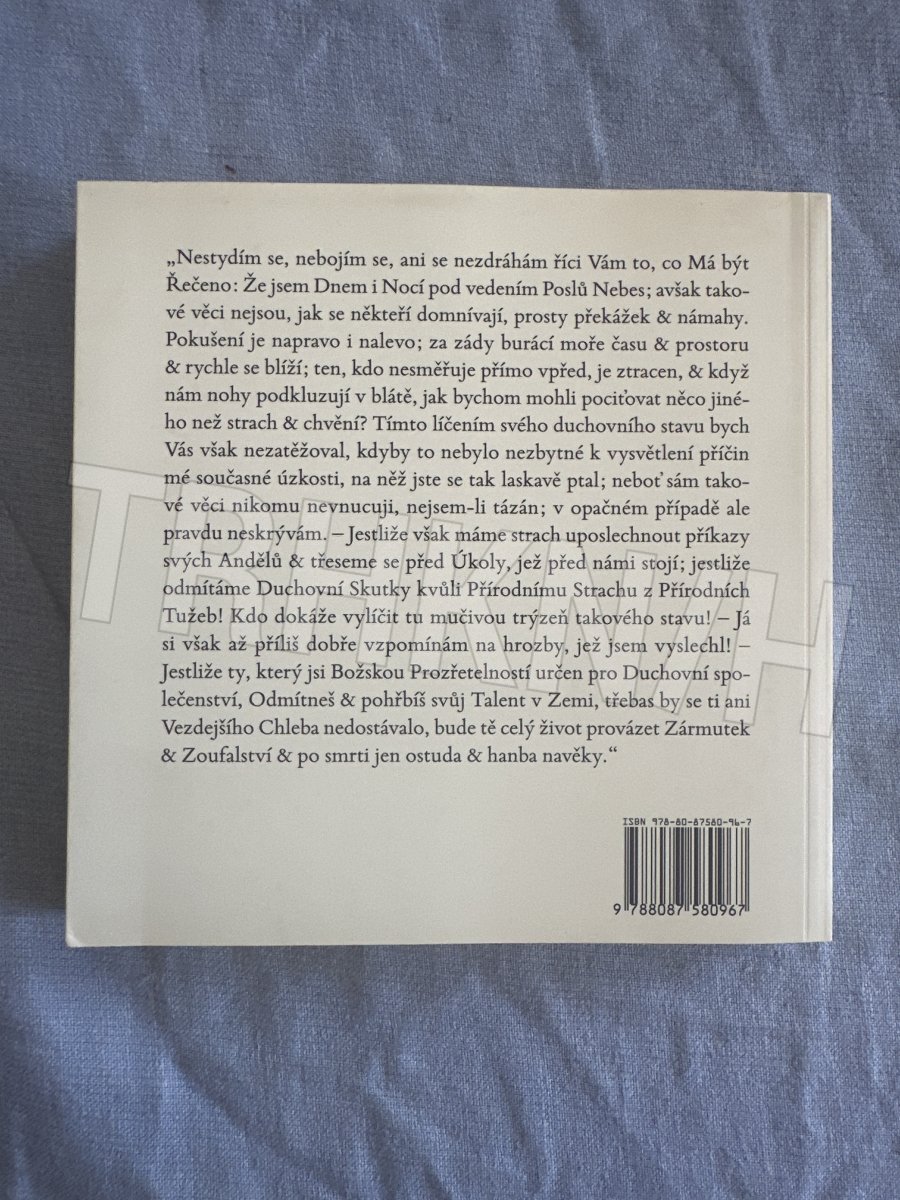 „Nestydím se, nebojím se, ani se nezdráhám říci Vám to, co Má být
Řečeno: Že jsem Dnem i Nocí pod vedením Poslů Nebes; avšak tako-
vé věci nejsou, jak se někteří domnívají, prosty překážek & námahy.
Pokušení je napravo i nalevo; za zády burácí moře času & prostoru
& rychle se blíží; ten, kdo nesměřuje přímo vpřed, je ztracen, & když
nám nohy podkluzují v blátě, jak bychom mohli pociťovat něco jiné-
ho než strach & chvění? Tímto líčením svého duchovního stavu bych
Vás však nezatěžoval, kdyby to nebylo nezbytné k vysvětlení příčin
mé současné úzkosti, na něž jste se tak laskavě ptal; neboť sám tako-
vé věci nikomu nevnucuji, nejsem-li tázán; v opačném případě ale
pravdu neskrývám. – Jestliže však máme strach uposlechnout příkazy
svých Andělů & třeseme se před Úkoly, jež před námi stojí; jestliže
odmítáme Duchovní Skutky kvůli Přírodnímu Strachu z Přírodních
Tužeb! Kdo dokáže vylíčit tu mučivou trýzeň takového stavu! – Já
si však až příliš dobře vzpomínám na hrozby, jež jsem vyslechl! –
Jestliže ty, který jsi Božskou Prozřetelností určen pro Duchovní spo-
lečenství, Odmítneš & pohřbíš svůj Talent v Zemi, třebas by se ti ani
Vezdejšího Chleba nedostávalo, bude tě celý život provázet Zármutek
& Zoufalství & po smrti jen ostuda & hanba navěky.“
ISBN 978-80-87580-96-7
9 788087 580967
TRHKNIH